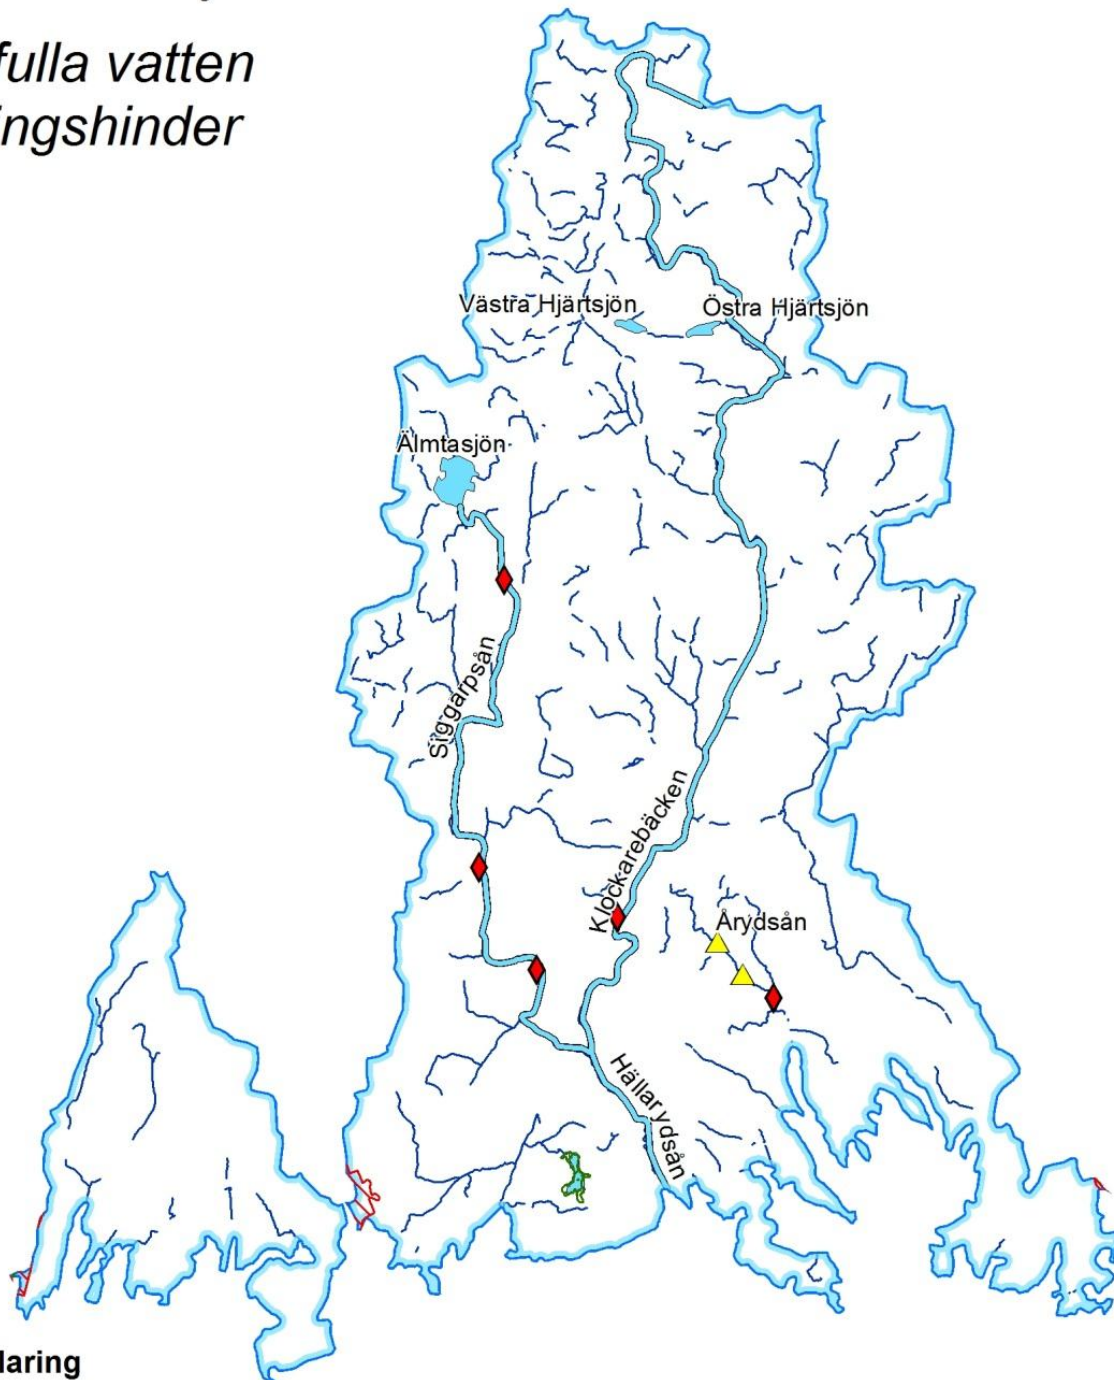 fulla vatten
ingshinder
Västra Hjärtsjön
Östra Hjärtsjön
Älmtasjön
Siggarpsån
Klockarebäcken
Årydsån
Hällarydsån
laring